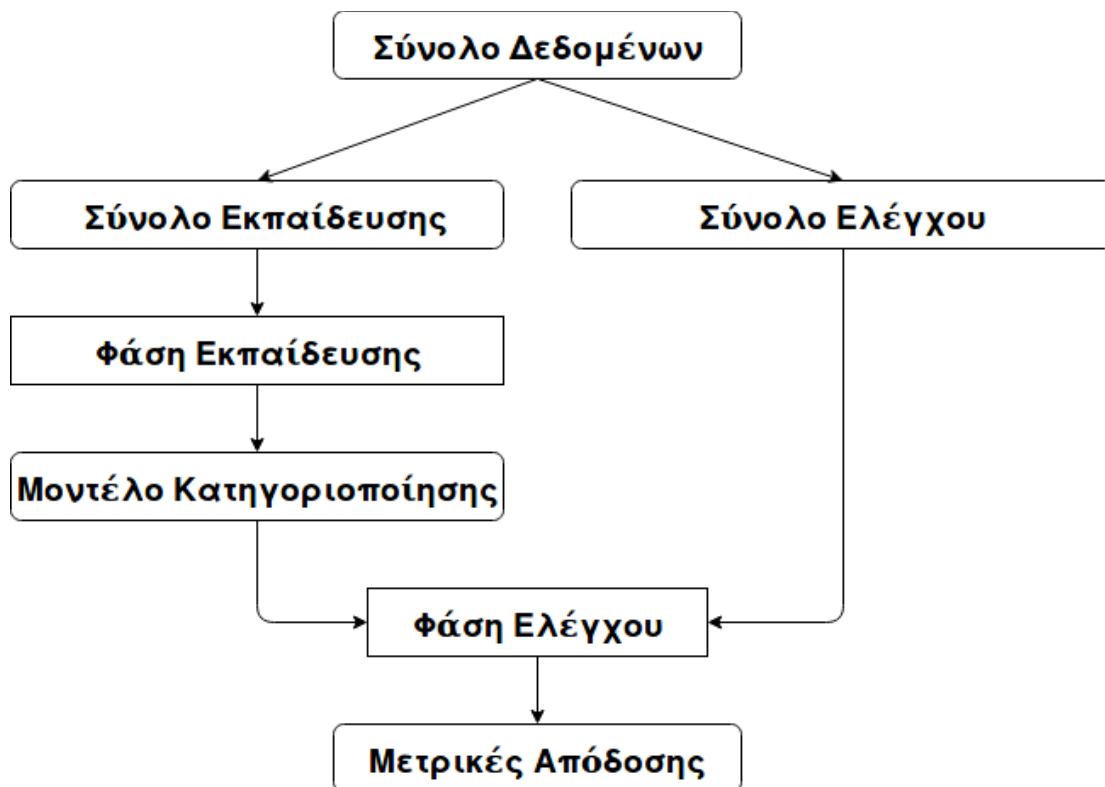 Σύνολο Δεδομένων
Σύνολο Εκπαίδευσης
Σύνολο Ελέγχου
Φάση Εκπαίδευσης
Μοντέλο Κατηγοριοποίησης
Φάση Ελέγχου
Μετρικές Απόδοσης